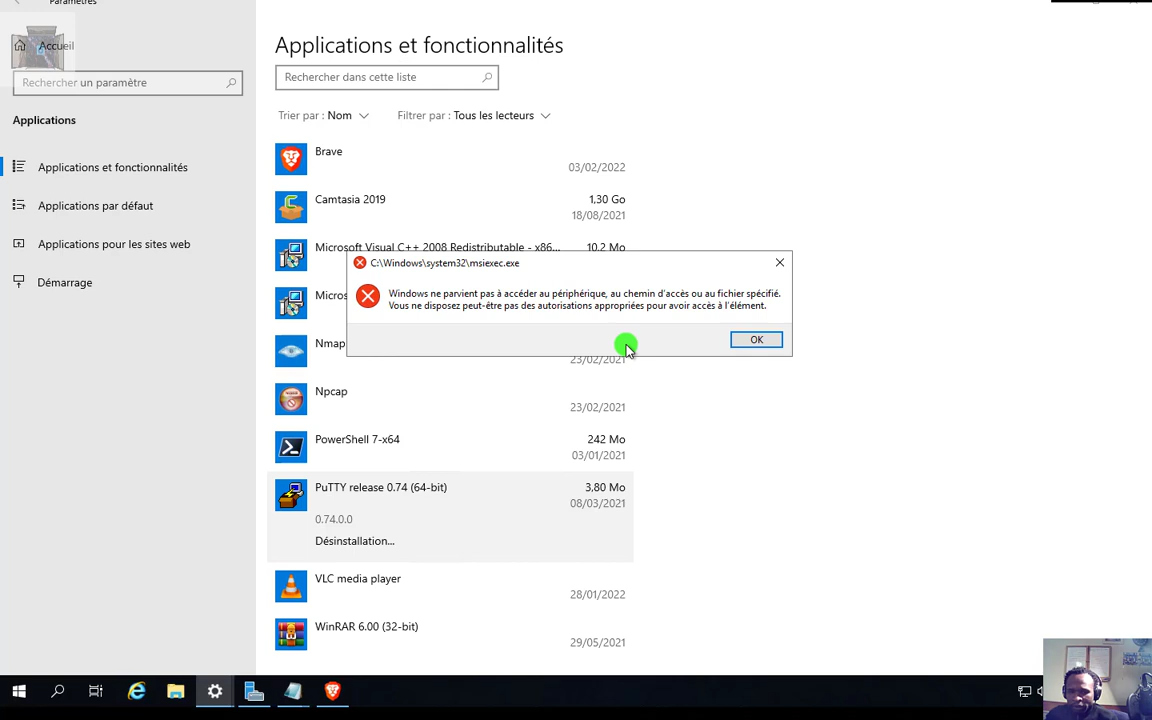 Paramètres
Accueil
Rechercher un paramètre
Applications
Applications et fonctionnalités
Applications par défaut
Applications pour les sites web
Démarrage
Applications et fonctionnalités
Rechercher dans cette liste
Trier par : Nom
Filtrer par : Tous les lecteurs
Brave
03/02/2022
Camtasia 2019
1,30 Go
18/08/2021
Microsoft Visual C++ 2008 Redistributable - x86...
10,2 Mo
C:\Windows\system32\msiexec.exe
Windows ne parvient pas à accéder au périphérique, au chemin d'accès ou au fichier spécifié.
Vous ne disposez peut-être pas des autorisations appropriées pour avoir accès à l'élément.
OK
Micros
Nmap
23/02/2021
Npcap
23/02/2021
PowerShell 7-x64
242 Mo
03/01/2021
PuTTY release 0.74 (64-bit)
3,80 Mo
08/03/2021
0.74.0.0
Désinstallation...
VLC media player
28/01/2022
WinRAR 6.00 (32-bit)
29/05/2021